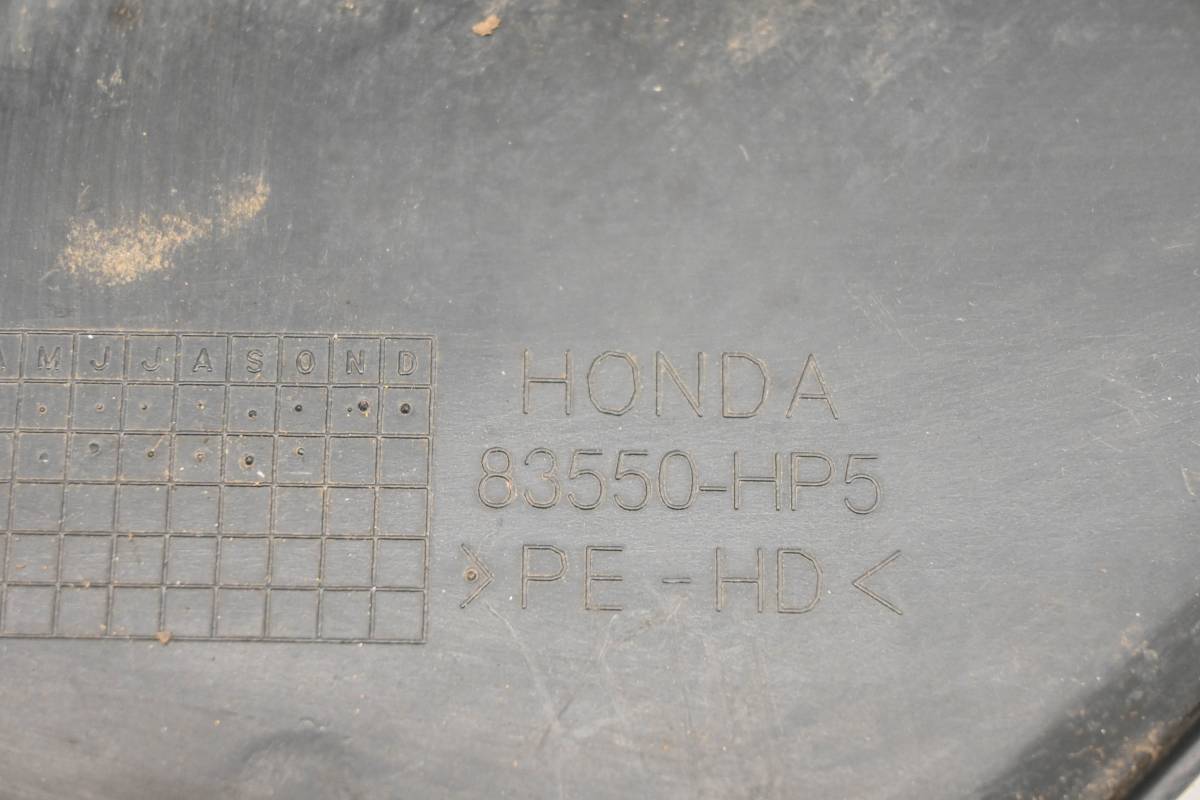 M J J A S O N D
HONDA
83550-HP5
>PE-HD<